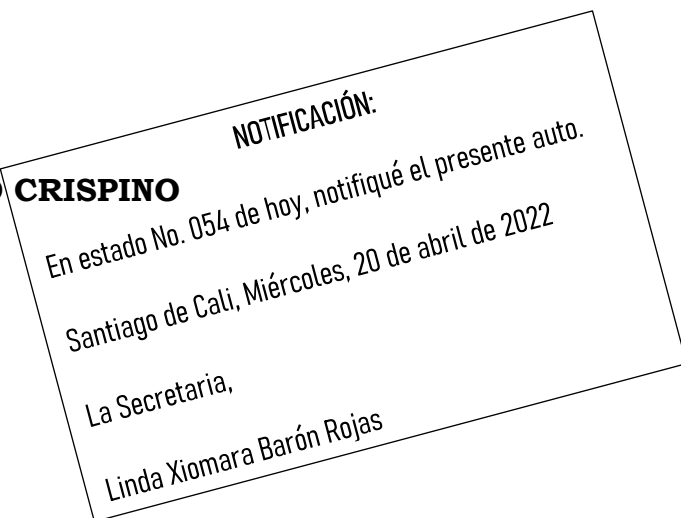 NOTIFICACIÓN:
CRISPINO
En estado No. 054 de hoy, notifiqué el presente auto.
Santiago de Cali, Miércoles, 20 de abril de 2022
La Secretaria,
Linda Xiomara Barón Rojas